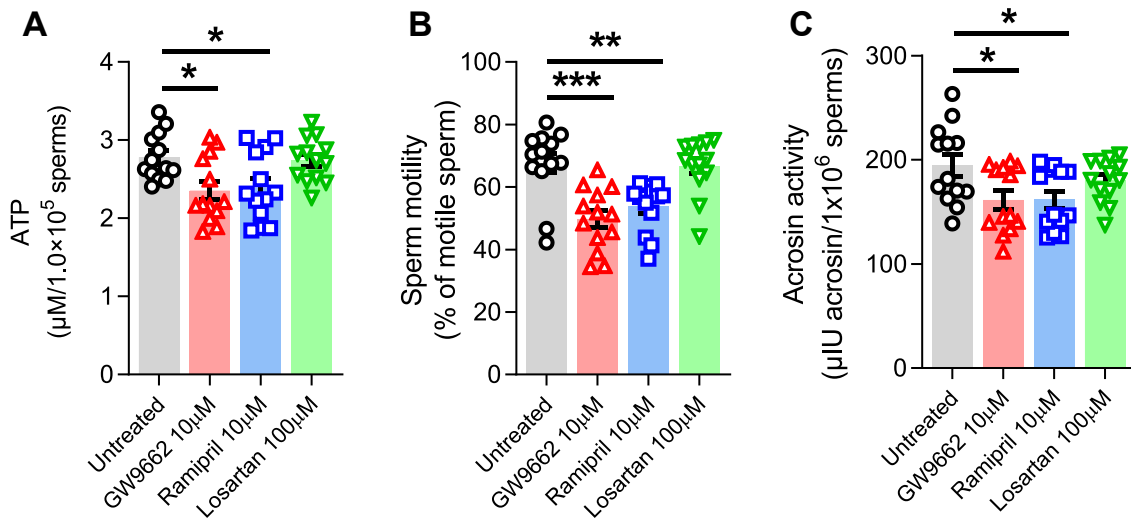 A
*
*
4
3
2
1
0
ATP
(µM/1.0×10⁵ sperms)
Untreated
GW9662 10µM
Ramipril 10µM
Losartan 100µM
B
**
***
100
80
60
40
20
0
Sperm motility
(% of motile sperm)
Untreated
GW9662 10µM
Ramipril 10µM
Losartan 100µM
C
*
*
300
200
100
0
Acrosin activity
(µIU acrosin/1x10⁶ sperms)
Untreated
GW9662 10µM
Ramipril 10µM
Losartan 100µM